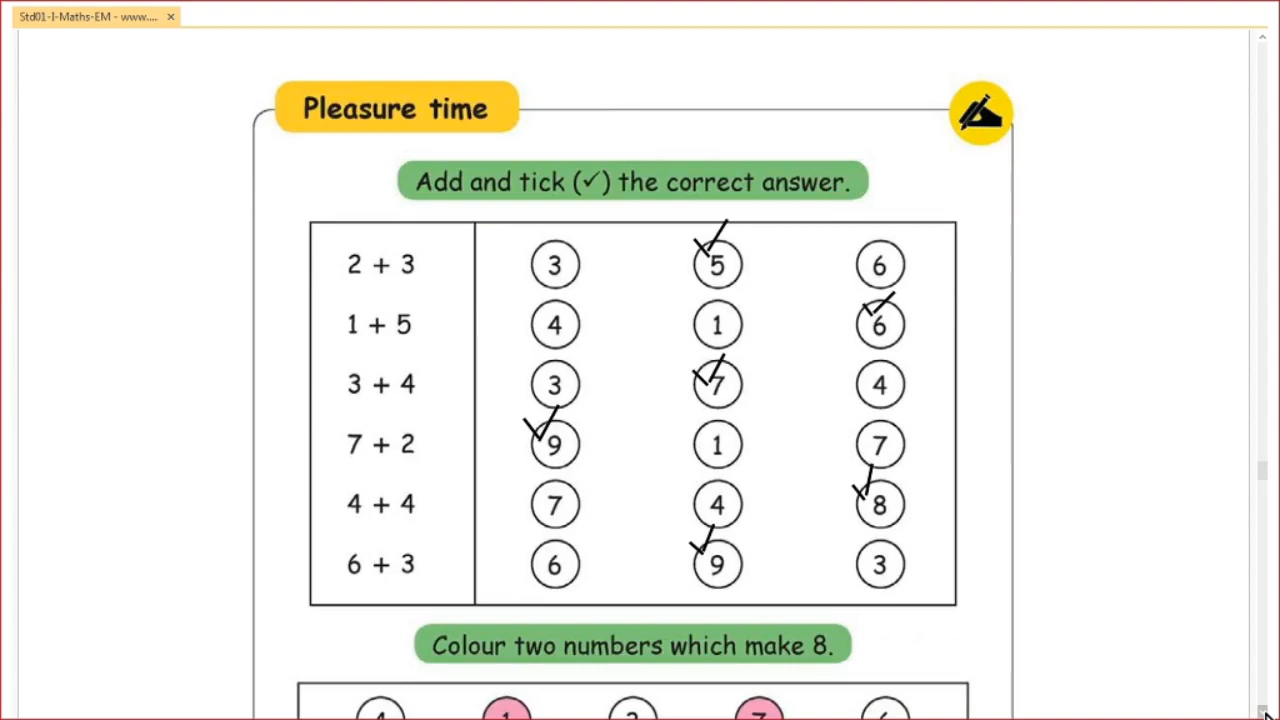 Std01-I-Maths-EM - www.... ×
Pleasure time
Add and tick (✓) the correct answer.
2 + 3 3 5 6
1 + 5 4 1 6
3 + 4 3 7 4
7 + 2 9 1 7
4 + 4 7 4 8
6 + 3 6 9 3
Colour two numbers which make 8.